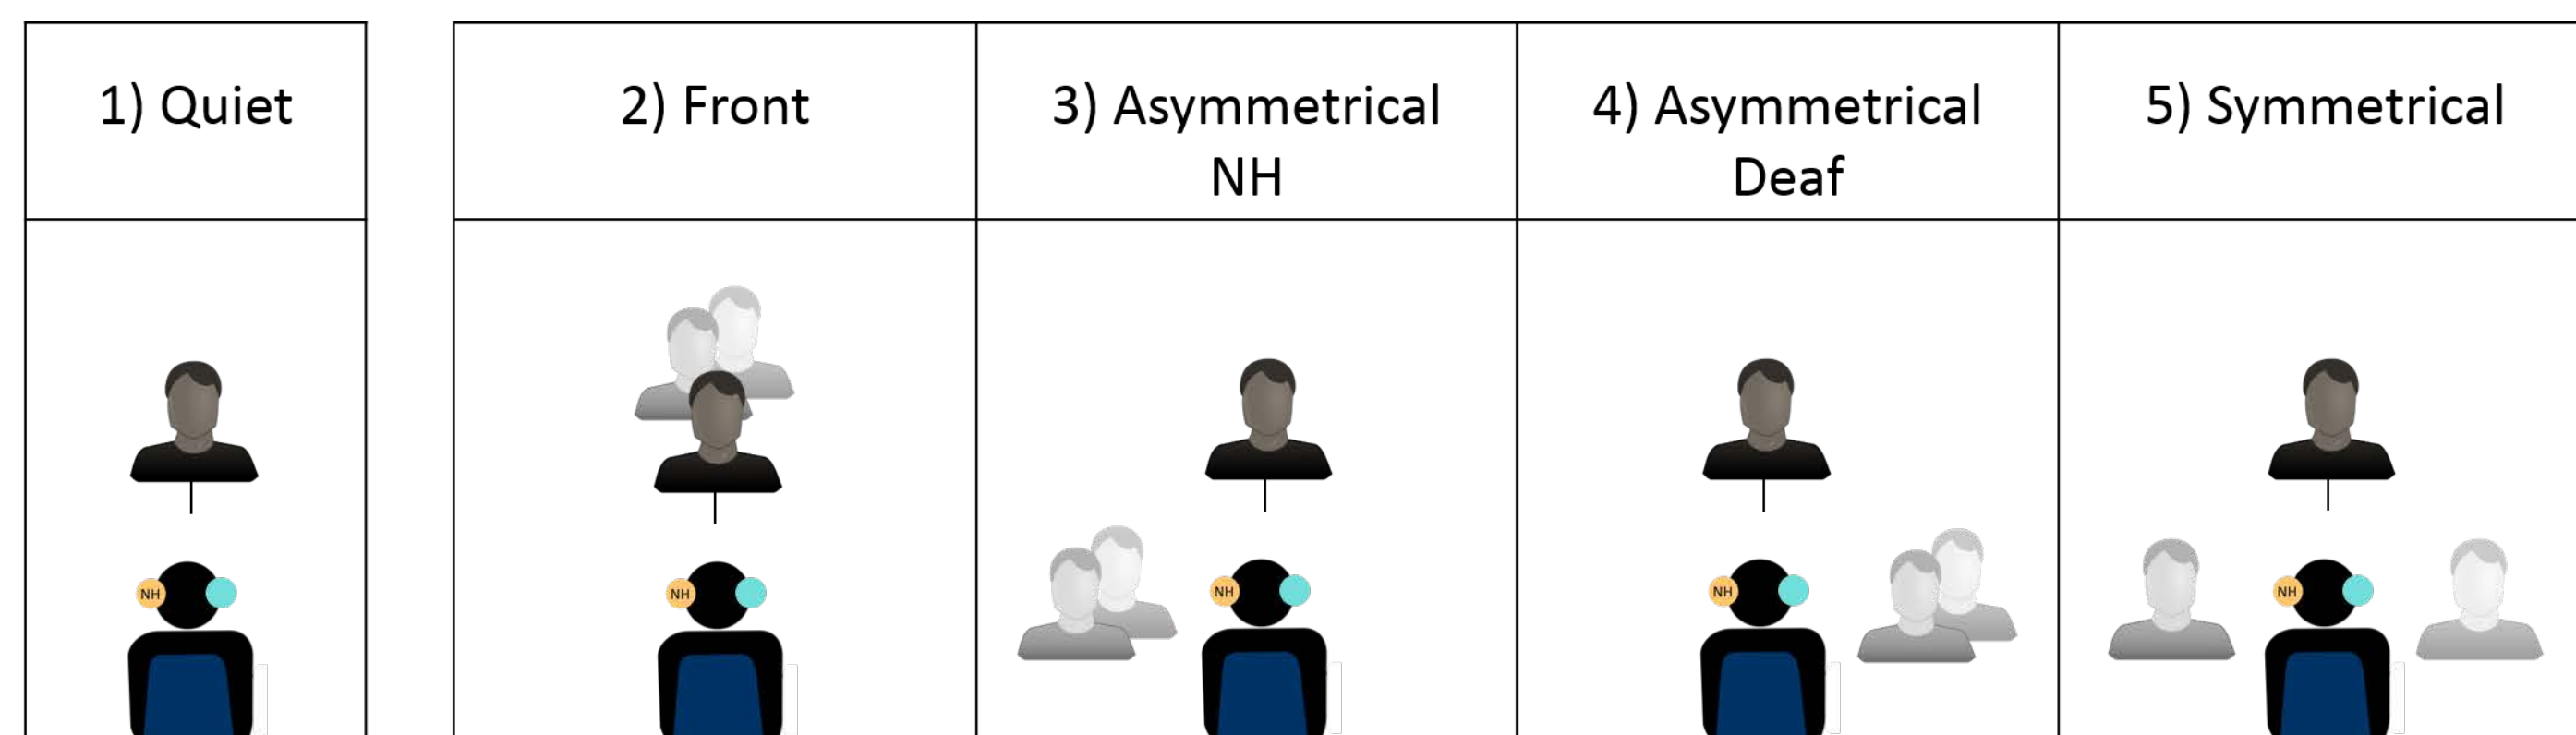 1) Quiet
2) Front
3) Asymmetrical
NH
4) Asymmetrical
Deaf
5) Symmetrical
NH
NH
NH
NH
NH